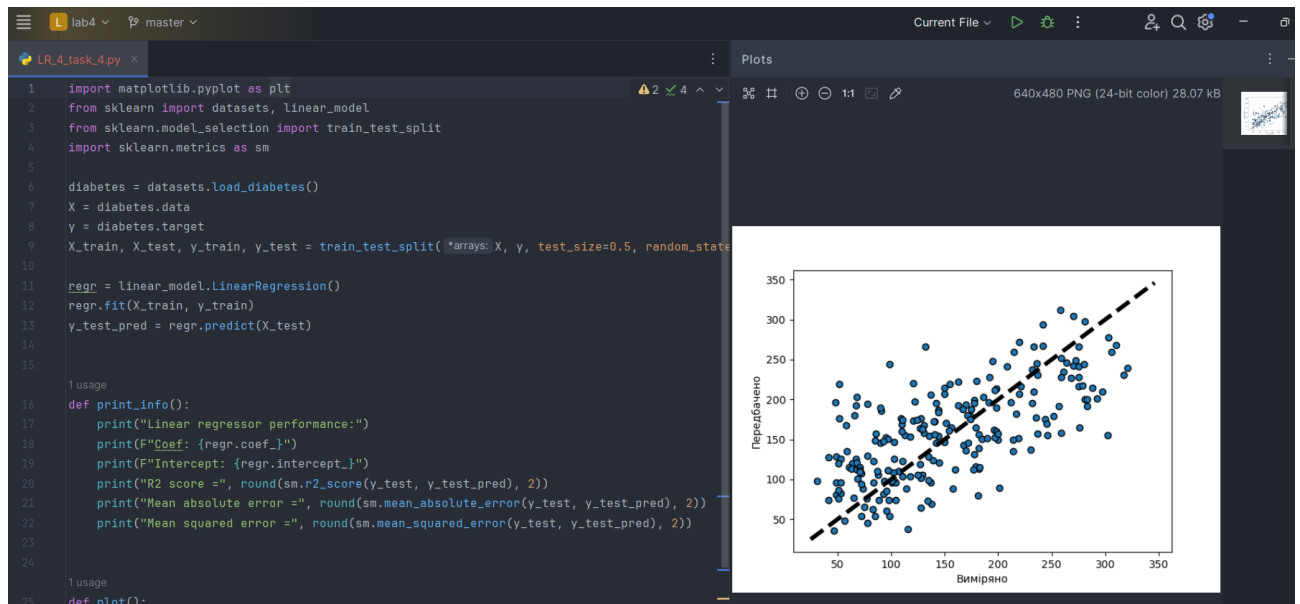 L lab4 master Current File
LR_4_task_4.py Plots
1 import matplotlib.pyplot as plt 2 4
2 from sklearn import datasets, linear_model
3 from sklearn.model_selection import train_test_split
4 import sklearn.metrics as sm
5
6 diabetes = datasets.load_diabetes()
7 X = diabetes.data
8 y = diabetes.target
9 X_train, X_test, y_train, y_test = train_test_split( *arrays: X, y, test_size=0.5, random_state
10
11 regr = linear_model.LinearRegression()
12 regr.fit(X_train, y_train)
13 y_test_pred = regr.predict(X_test)
14
15
1 usage
16 def print_info():
17 print("Linear regressor performance:")
18 print(F"Coef: {regr.coef_}")
19 print(F"Intercept: {regr.intercept_}")
20 print("R2 score =", round(sm.r2_score(y_test, y_test_pred), 2))
21 print("Mean absolute error =", round(sm.mean_absolute_error(y_test, y_test_pred), 2))
22 print("Mean squared error =", round(sm.mean_squared_error(y_test, y_test_pred), 2))
23
24
1 usage
25 def plot():
1:1 640x480 PNG (24-bit color) 28.07 kB
350
300
250
200
150
100
50
Передбачено
50 100 150 200 250 300 350
Виміряно